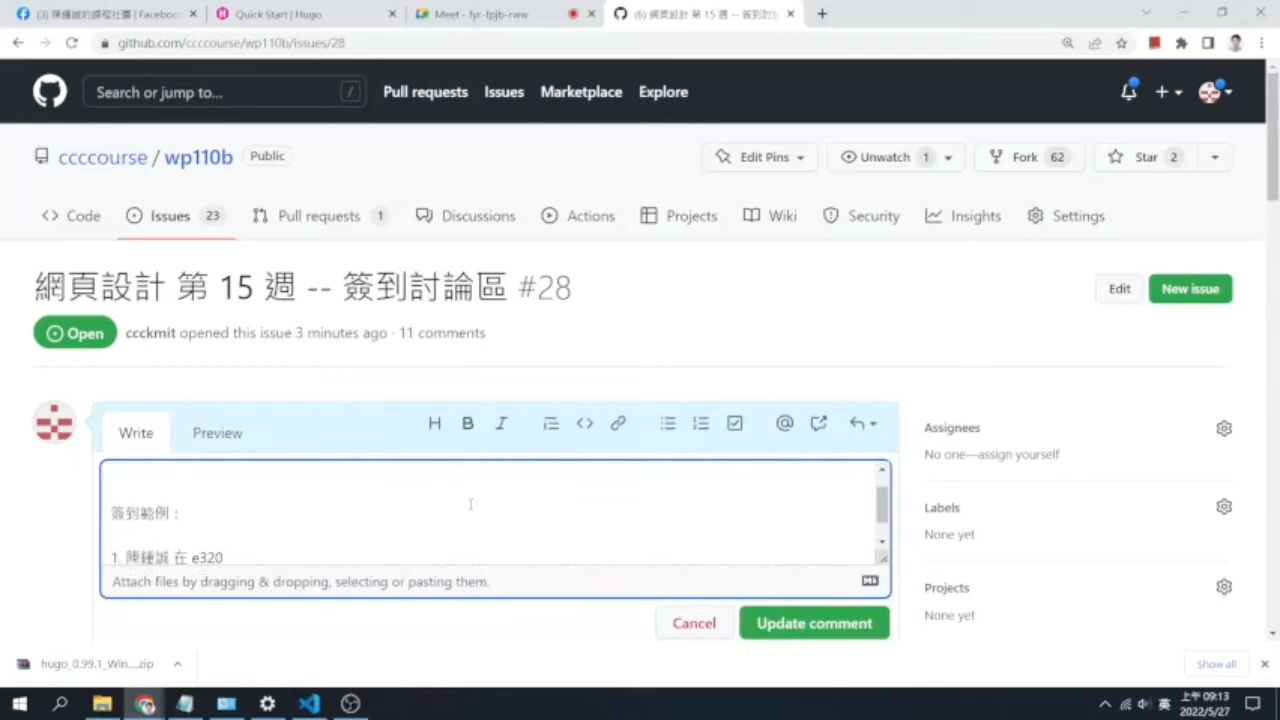 (3) 陳鍾誠的課程社團 | Faceboo
Quick Start | Hugo
Meet - fyr-fpjb-rww
(6) 網頁設計 第 15 週 -- 簽到討
github.com/ccccourse/wp110b/issues/28
Search or jump to...
/
Pull requests
Issues
Marketplace
Explore
ccccourse / wp110b
Public
Edit Pins
Unwatch 1
Fork 62
Star 2
Code
Issues 23
Pull requests 1
Discussions
Actions
Projects
Wiki
Security
Insights
Settings
網頁設計 第 15 週 -- 簽到討論區 #28
Edit
New issue
Open
ccckmit opened this issue 3 minutes ago · 11 comments
Write
Preview
H B I
Assignees
No one—assign yourself
簽到範例：
Labels
None yet
1. 陳鍾誠 在 e320
Attach files by dragging & dropping, selecting or pasting them.
Projects
None yet
Cancel
Update comment
hugo_0.99.1_Win....zip
Show all
英
上午 09:13
2022/5/27